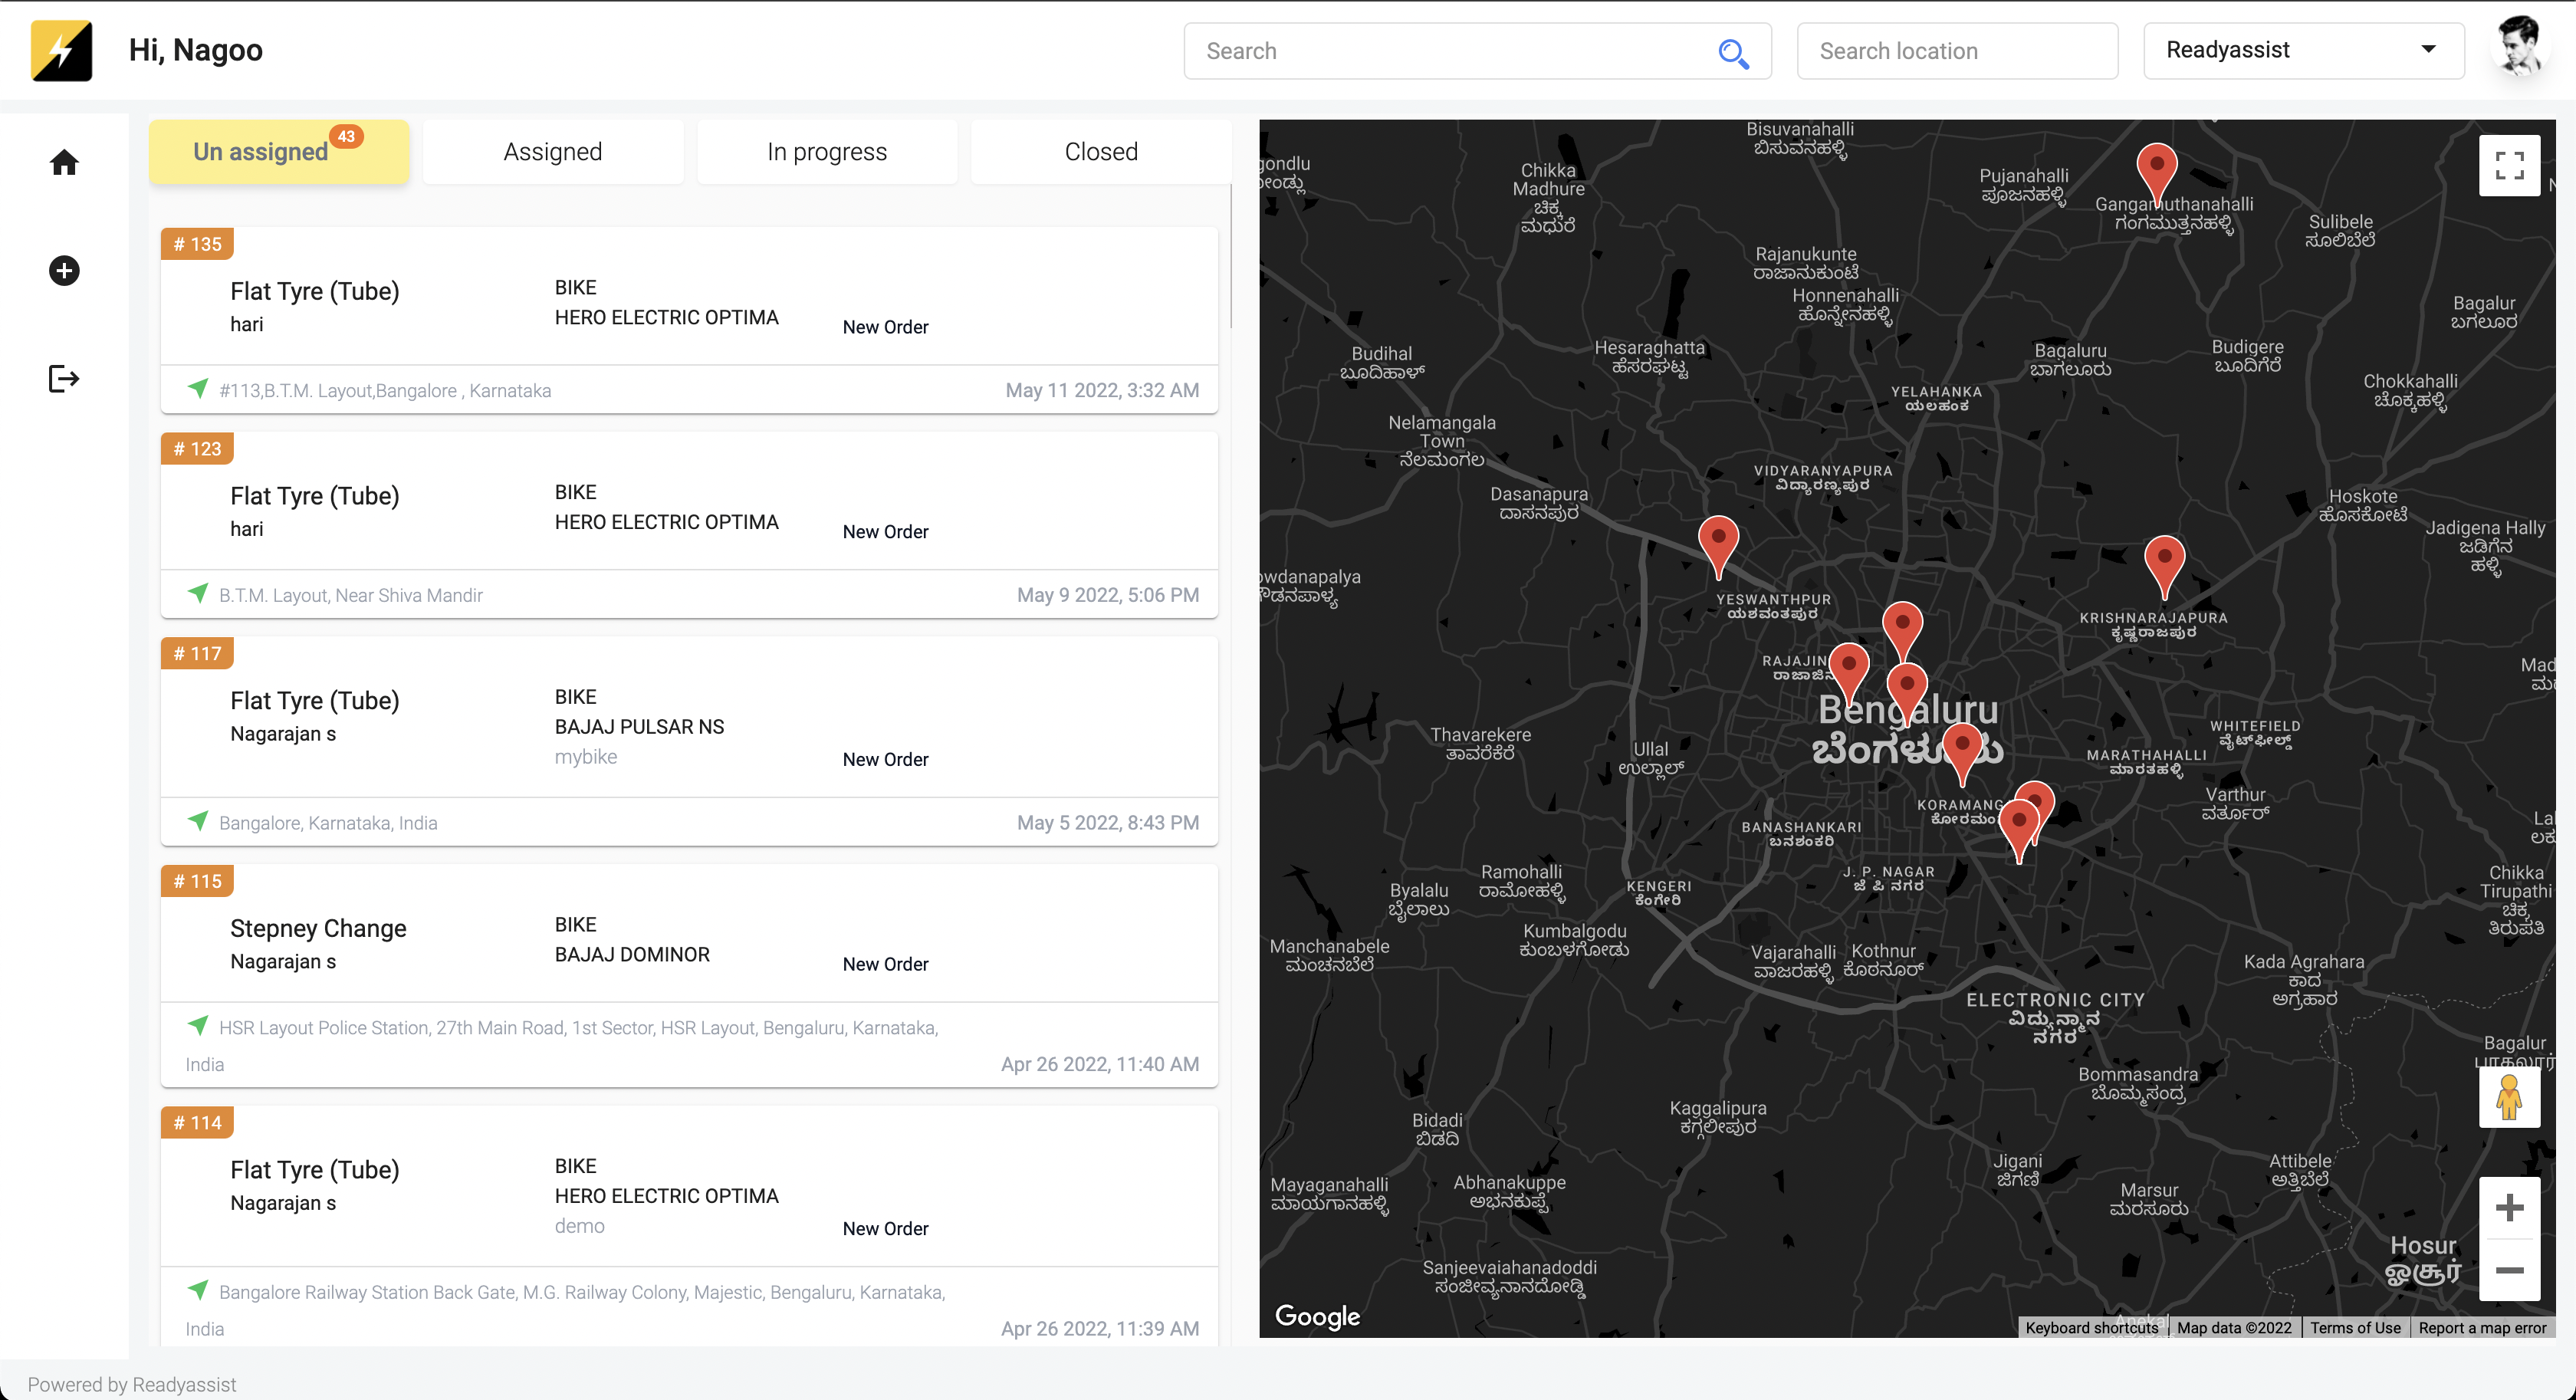 Hi, Nagoo
Search
Search location
Readyassist
Un assigned
43
Assigned
In progress
Closed
# 135
Flat Tyre (Tube)
hari
BIKE
HERO ELECTRIC OPTIMA
New Order
#113,B.T.M. Layout,Bangalore , Karnataka
May 11 2022, 3:32 AM
# 123
Flat Tyre (Tube)
hari
BIKE
HERO ELECTRIC OPTIMA
New Order
B.T.M. Layout, Near Shiva Mandir
May 9 2022, 5:06 PM
# 117
Flat Tyre (Tube)
Nagarajan s
BIKE
BAJAJ PULSAR NS
mybike
New Order
Bangalore, Karnataka, India
May 5 2022, 8:43 PM
# 115
Stepney Change
Nagarajan s
BIKE
BAJAJ DOMINOR
New Order
HSR Layout Police Station, 27th Main Road, 1st Sector, HSR Layout, Bengaluru, Karnataka,
India
Apr 26 2022, 11:40 AM
# 114
Flat Tyre (Tube)
Nagarajan s
BIKE
HERO ELECTRIC OPTIMA
demo
New Order
Bangalore Railway Station Back Gate, M.G. Railway Colony, Majestic, Bengaluru, Karnataka,
India
Apr 26 2022, 11:39 AM
Powered by Readyassist
Bisuvanahalli
ಬಿಸುವನಹಳ್ಳಿ
Chikka
Madhure
ಚಿಕ್ಕ
ಮಧುರೆ
Pujanahalli
ಪೂಜನಹಳ್ಳಿ
Gangamuthanahalli
ಗಂಗಮುತ್ತನಹಳ್ಳಿ
Sulibele
ಸೂಲಿಬೆಲೆ
Rajanukunte
ರಾಜಾನುಕುಂಟೆ
Honnenahalli
ಹೊನ್ನೇನಹಳ್ಳಿ
Bagalur
ಬಗಲೂರ
Budihal
ಬೂದಿಹಾಳ್
Hesaraghatta
ಹೆಸರಘಟ್ಟ
Bagaluru
ಬಾಗಲೂರು
Budigere
ಬೂದಿಗೆರೆ
Chokkahalli
ಚೊಕ್ಕಹಳ್ಳಿ
YELAHANKA
ಯಲಹಂಕ
Nelamangala
Town
ನೆಲಮಂಗಲ
VIDYARANYAPURA
ವಿದ್ಯಾರಣ್ಯಪುರ
Dasanapura
ದಾಸನಪುರ
Hoskote
ಹೊಸಕೋಟೆ
Jadigena Hally
ಜಡಿಗೆನ
ಹಳ್ಳಿ
YESWANTHPUR
ಯಶವಂತಪುರ
KRISHNARAJAPURA
ಕೃಷ್ಣರಾಜಪುರ
Bengaluru
Thavarekere
ತಾವರೆಕೆರೆ
Ullal
ಉಲ್ಲಾಳ್
WHITEFIELD
ವೈಟ್‌ಫೀಲ್ಡ್
MARATHAHALLI
ಮಾರತಹಳ್ಳಿ
Varthur
ವರ್ತೂರ್
BANASHANKARI
ಬನಶಂಕರಿ
J. P. NAGAR
ಜೆ ಪಿ ನಗರ
Ramohalli
ರಾಮೋಹಳ್ಳಿ
Byalalu
ಬೈಲಾಲು
KENGERI
ಕೆಂಗೇರಿ
Chikka
Tirupathi
ಚಿಕ್ಕ
ತಿರುಪತಿ
Kumbalgodu
ಕುಂಬಳಗೋಡು
Manchanabele
ಮಂಚನಬೆಲೆ
Vajarahalli
ವಾಜರಹಳ್ಳಿ
Kothnur
ಕೊಠನೂರ್
Kada Agrahara
ಕಾದ
ಅಗ್ರಹಾರ
ELECTRONIC CITY
ವಿದ್ಯುನ್ಮಾನ
ನಗರ
Bagalur
Bommasandra
ಬೊಮ್ಮಸಂದ್ರ
Kaggalipura
ಕಗ್ಗಲೀಪುರ
Bidadi
ಬಿಡದಿ
Jigani
ಜಿಗಣಿ
Attibele
ಅತ್ತಿಬೆಲೆ
Mayaganahalli
ಮಾಯಗಾನಹಳ್ಳಿ
Abhanakuppe
ಅಭನಕುಪ್ಪೆ
Marsur
ಮರಸೂರು
Hosur
ஓசூர்
Sanjeevaiahanadoddi
ಸಂಜೀವ್ಯನಾನದೋಡ್ಡಿ
Google
Keyboard shortcuts
Map data ©2022
Terms of Use
Report a map error